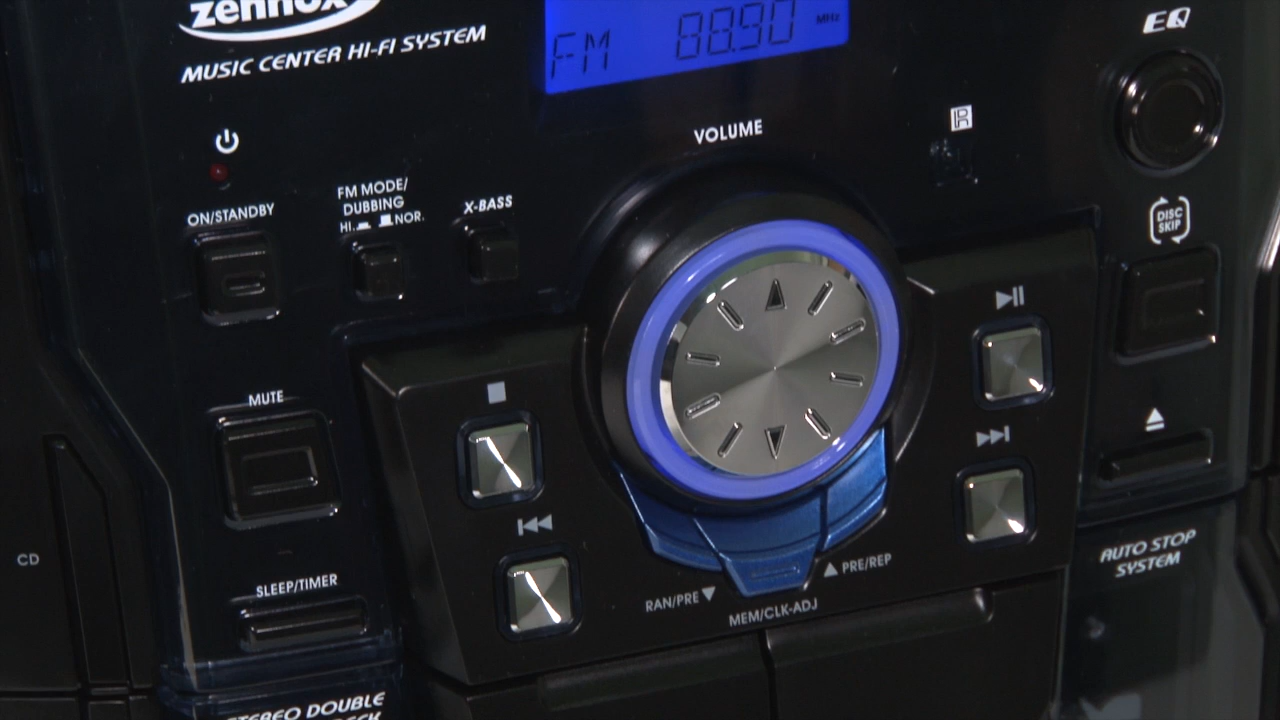 zennox
MUSIC CENTER HI-FI SYSTEM
FM 88.90 MHz
EQ
VOLUME
IR
ON/STANDBY
FM MODE/
DUBBING
HI. NOR.
X-BASS
DISC
SKIP
MUTE
CD
SLEEP/TIMER
RAN/PRE
MEM/CLK-ADJ
PRE/REP
AUTO STOP
SYSTEM
STEREO DOUBLE